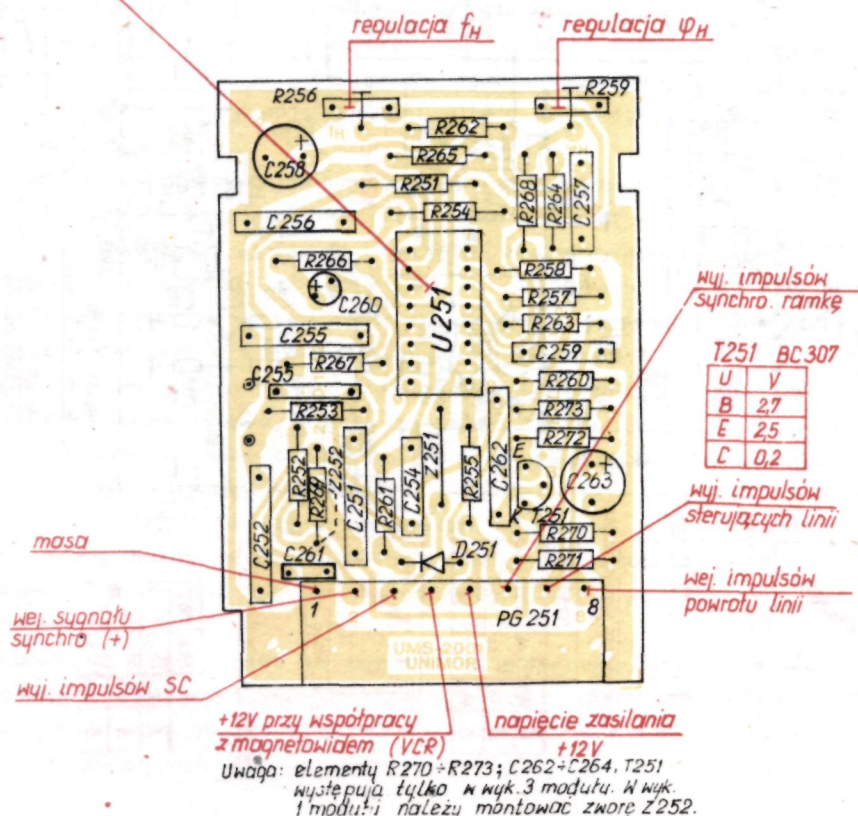 regulacja fH
regulacja φH
R256
R259
fH
R262
+
C258
R265
R251
R268
R264
C257
R254
C256
R266
R258
+
C260
U251
R257
wyj. impulsów
synchro. ramkę
R263
C255
C259
T251 BC307
R267
U V
C255
R260
B 2,7
R253
R273
E 2,5
R272
C 0,2
R252
R269
Z252
C251
R261
C254
Z251
R255
C262
E
+
C263
K T251
wyj. impulsów
sterujących linii
C252
R270
masa
D251
C261
R271
wej. impulsów
powrotu linii
1
PG 251
8
wej. sygnału
synchro (+)
UMS-2001
UNIMOR
wyj. impulsów SC
+12V przy współpracy
z magnetowidem (VCR)
napięcie zasilania
+12V
Uwaga: elementy R270÷R273; C262÷C264, T251
występują tylko w wyk. 3 modułu. W wyk.
1 modułu należy montować zworę Z252.